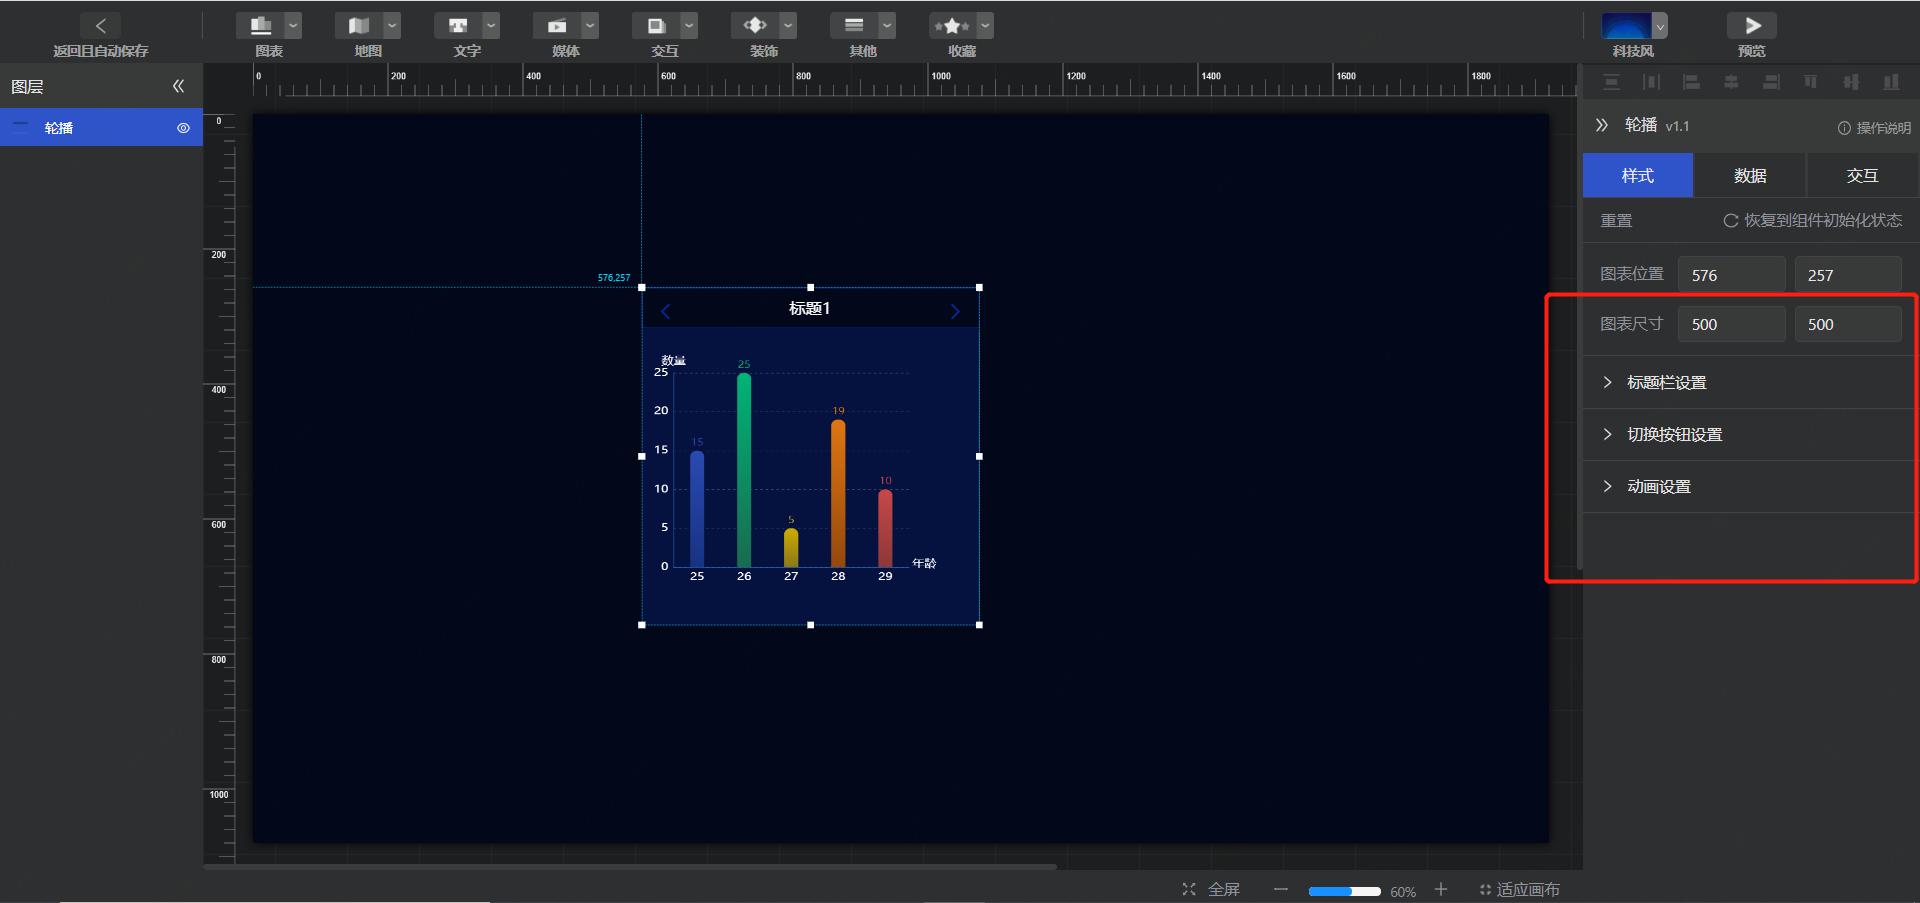 返回且自动保存
图表
地图
文字
媒体
交互
装饰
其他
收藏
科技风
预览
图层
轮播
0 200 400 600 800 1000 1200 1400 1600 1800
0
200
400
600
800
1000
576,257
标题1
数量
25
20
15
10
5
0
15
25
5
19
10
25 26 27 28 29
年龄
轮播 v1.1
操作说明
样式 数据 交互
重置 恢复到组件初始化状态
图表位置 576 257
图表尺寸 500 500
标题栏设置
切换按钮设置
动画设置
全屏 60% 适应画布